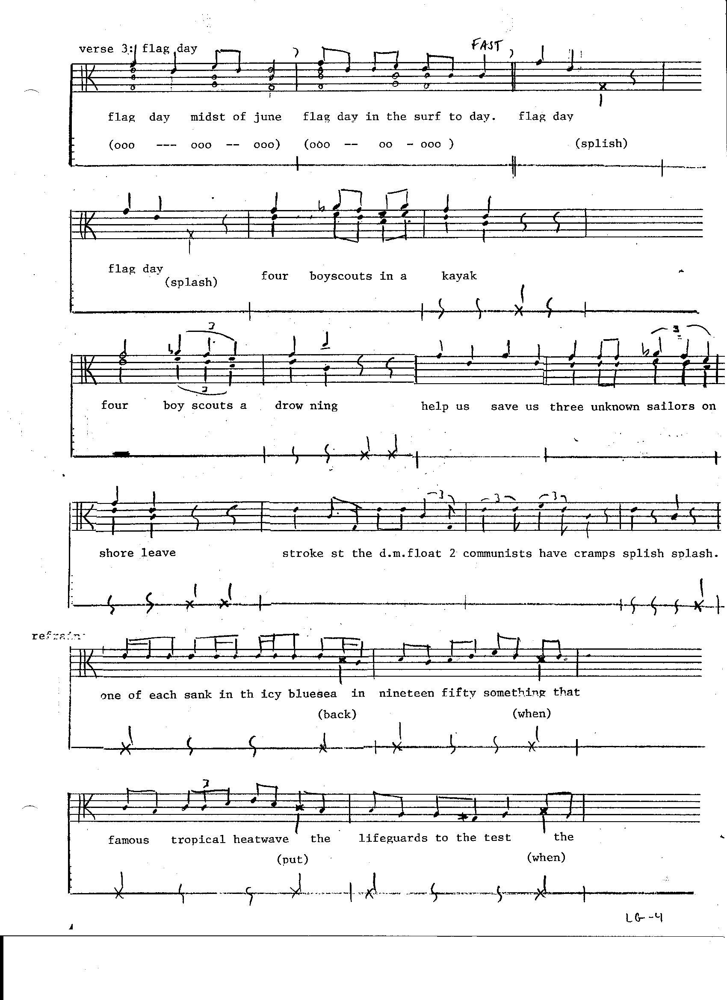 verse 3: flag day
FAST
flag day midst of june flag day in the surf to day. flag day
(ooo --- ooo -- ooo) (ooo -- oo - ooo ) (splish)
flag day
(splash) four boyscouts in a kayak
3
3
3
four boy scouts a drow ning help us save us three unknown sailors on
3
3 3
shore leave stroke st the d.m.float 2 communists have cramps splish splash.
refrain
one of each sank in th icy bluesea in nineteen fifty something that
(back) (when)
3
famous tropical heatwave the lifeguards to the test the
(put) (when)
LG-4